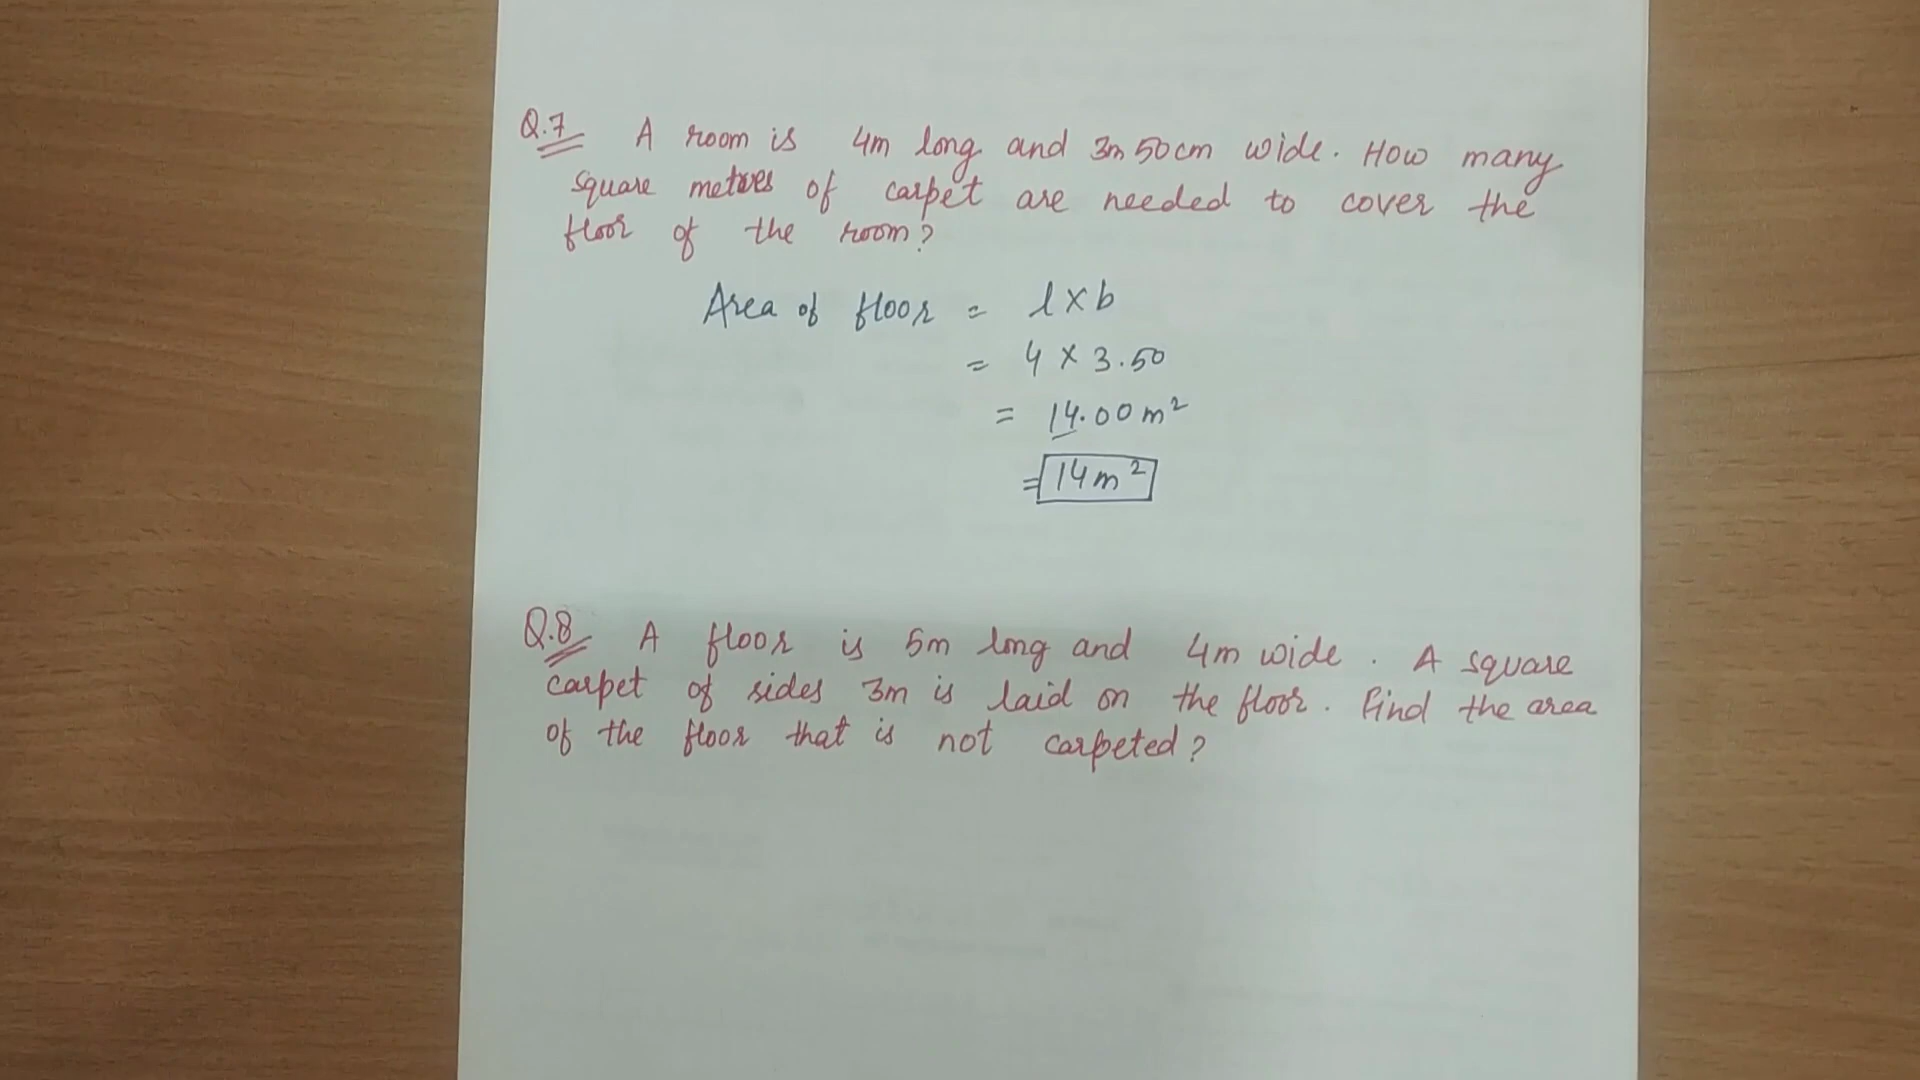 Q.7 A room is 4m long and 3m 50cm wide. How many
square metres of carpet are needed to cover the
floor of the room?
Area of floor = l × b
= 4 × 3.50
= 14.00 m²
= 14 m²
Q.8 A floor is 5m long and 4m wide. A square
carpet of sides 3m is laid on the floor. Find the area
of the floor that is not carpeted?